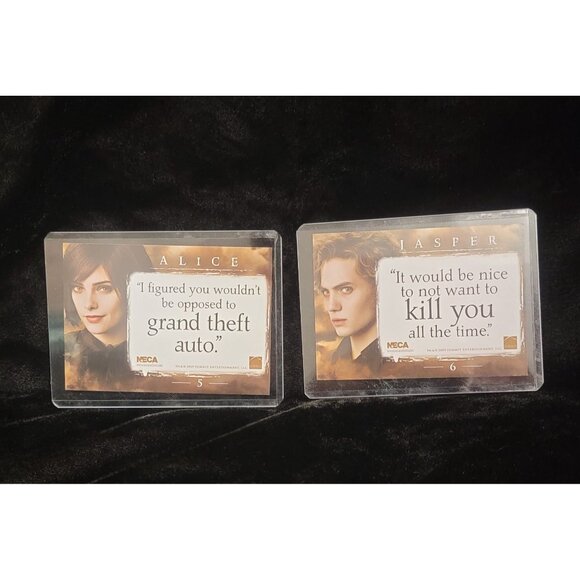 ALICE
"I figured you wouldn't
be opposed to
grand theft
auto."
NECA
5
JASPER
"It would be nice
to not want to
kill you
all the time."
NECA
6